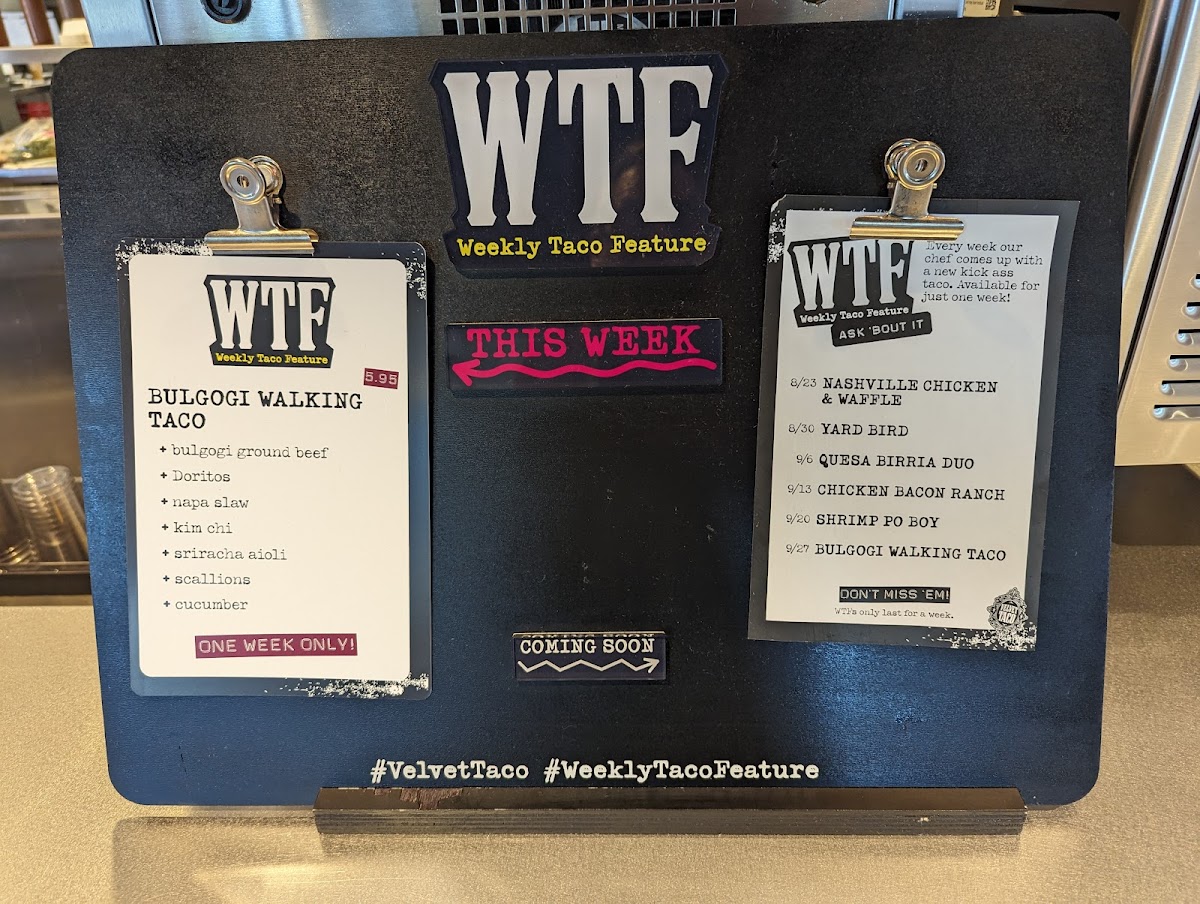 WTF
Weekly Taco Feature
THIS WEEK
WTF
Weekly Taco Feature
5.95
BULGOGI WALKING
TACO
+ bulgogi ground beef
+ Doritos
+ napa slaw
+ kim chi
+ sriracha aioli
+ scallions
+ cucumber
ONE WEEK ONLY!
COMING SOON
WTF
Weekly Taco Feature
ASK 'BOUT IT
Every week our
chef comes up with
a new kick ass
taco. Available for
just one week!
8/23 NASHVILLE CHICKEN
& WAFFLE
8/30 YARD BIRD
9/6 QUESA BIRRIA DUO
9/13 CHICKEN BACON RANCH
9/20 SHRIMP PO BOY
9/27 BULGOGI WALKING TACO
DON'T MISS 'EM!
WTFs only last for a week.
VELVET
TACO
#VelvetTaco #WeeklyTacoFeature